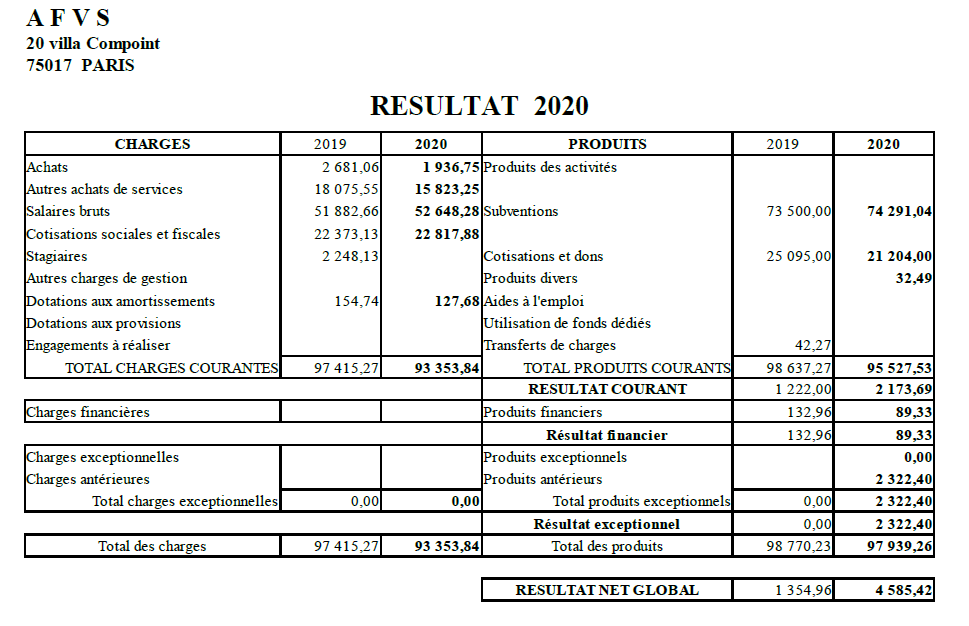 A F V S
20 villa Compoint
75017 PARIS
RESULTAT 2020
CHARGES 2019 2020 PRODUITS 2019 2020
Achats 2 681,06 1 936,75 Produits des activités
Autres achats de services 18 075,55 15 823,25
Salaires bruts 51 882,66 52 648,28 Subventions 73 500,00 74 291,04
Cotisations sociales et fiscales 22 373,13 22 817,88
Stagiaires 2 248,13 Cotisations et dons 25 095,00 21 204,00
Autres charges de gestion Produits divers 32,49
Dotations aux amortissements 154,74 127,68 Aides à l'emploi
Dotations aux provisions Utilisation de fonds dédiés
Engagements à réaliser Transferts de charges 42,27
TOTAL CHARGES COURANTES 97 415,27 93 353,84 TOTAL PRODUITS COURANTS 98 637,27 95 527,53
RESULTAT COURANT 1 222,00 2 173,69
Charges financières Produits financiers 132,96 89,33
Résultat financier 132,96 89,33
Charges exceptionnelles Produits exceptionnels 0,00
Charges antérieures Produits antérieurs 2 322,40
Total charges exceptionnelles 0,00 0,00 Total produits exceptionnels 0,00 2 322,40
Résultat exceptionnel 0,00 2 322,40
Total des charges 97 415,27 93 353,84 Total des produits 98 770,23 97 939,26
RESULTAT NET GLOBAL 1 354,96 4 585,42